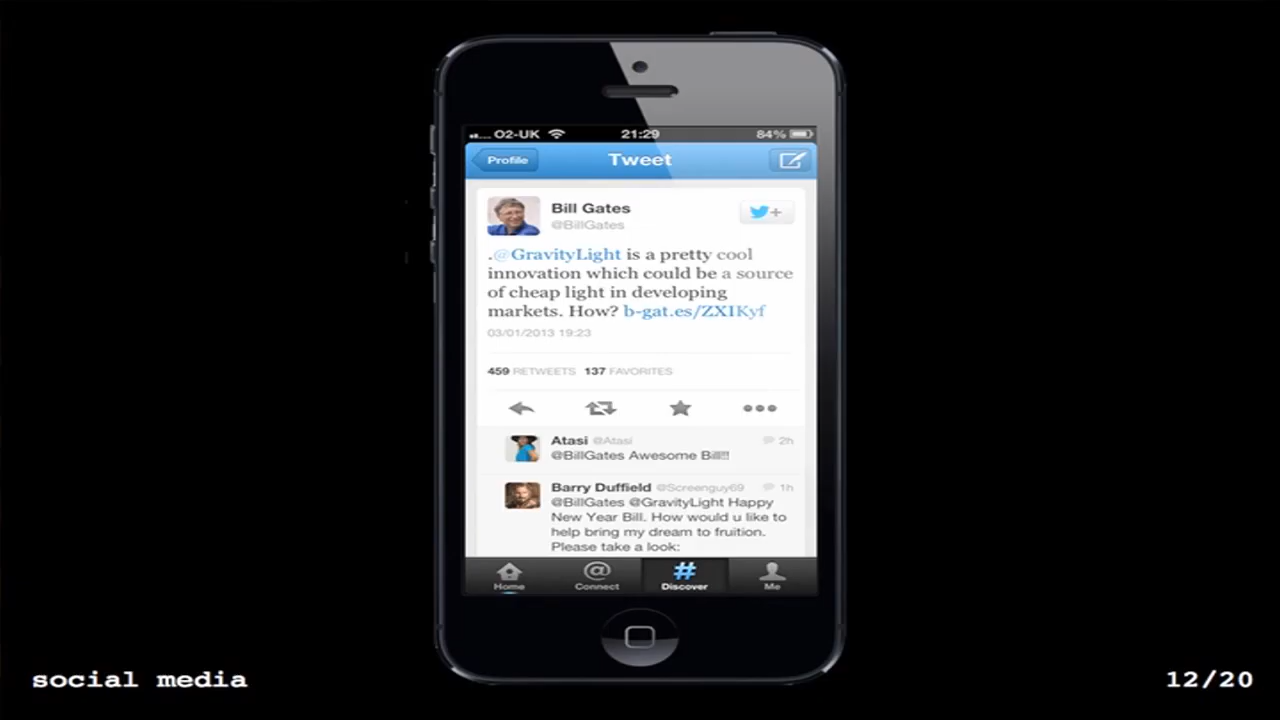 O2-UK 21:29 84%
Profile Tweet
Bill Gates
@BillGates
.@GravityLight is a pretty cool
innovation which could be a source
of cheap light in developing
markets. How? b-gat.es/ZXIKyf
03/01/2013 19:23
459 RETWEETS 137 FAVORITES
Atasi @Atasi 2h
@BillGates Awesome Bill!!!
Barry Duffield @Screenguy69 1h
@BillGates @GravityLight Happy
New Year Bill. How would u like to
help bring my dream to fruition.
Please take a look:
Home Connect Discover Me
social media 12/20